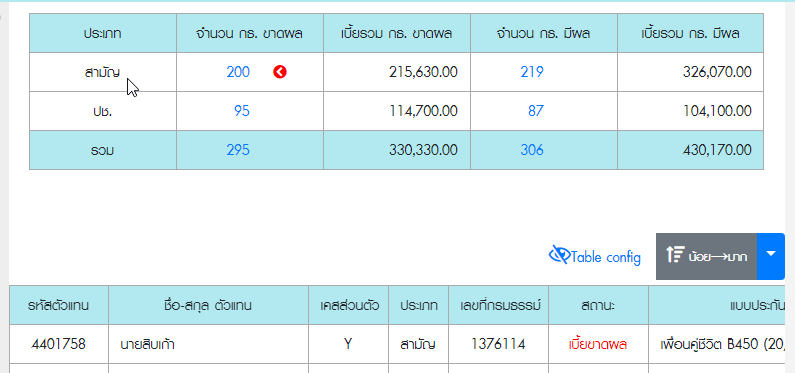 ประเภท จำนวน กธ. ขาดผล เบี้ยรวม กธ. ขาดผล จำนวน กธ. มีผล เบี้ยรวม กธ. มีผล
สามัญ 200 215,630.00 219 326,070.00
ปช. 95 114,700.00 87 104,100.00
รวม 295 330,330.00 306 430,170.00
Table config น้อย→มาก
รหัสตัวแทน ชื่อ-สกุล ตัวแทน เคสส่วนตัว ประเภท เลขที่กรมธรรม์ สถานะ แบบประกัน
4401758 นายสิบเก้า Y สามัญ 1376114 เบี้ยขาดผล เพื่อนคู่ชีวิต B450 (20,